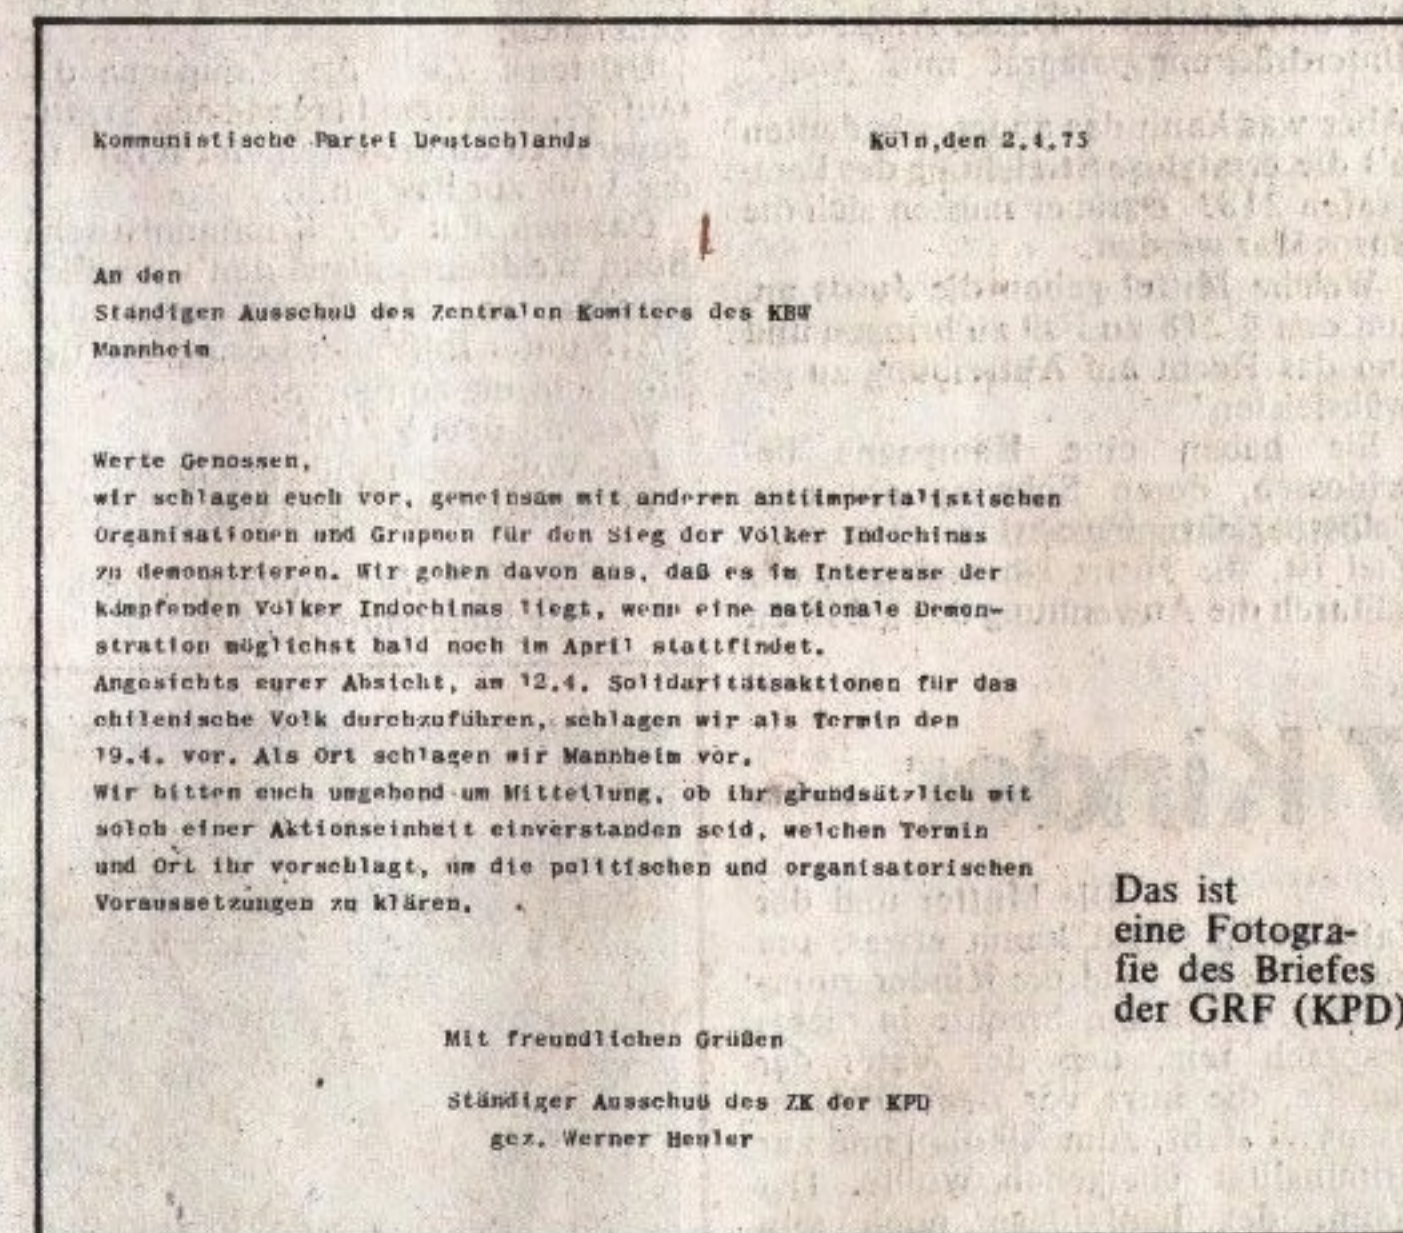 Kommunistische Partei Deutschlands
Köln,den 2.4.75
An den
Ständigen Ausschuß des Zentralen Komitees des KBW
Mannheim
Werte Genossen,
wir schlagen euch vor, gemeinsam mit anderen antiimperialistischen
Organisationen und Gruppen für den Sieg der Völker Indochinas
zu demonstrieren. Wir gehen davon aus, daß es im Interesse der
kämpfenden Völker Indochinas liegt, wenn eine nationale Demon-
stration möglichst bald noch im April stattfindet.
Angesichts eurer Absicht, am 12.4. Solidaritätsaktionen für das
chilenische Volk durchzuführen, schlagen wir als Termin den
19.4. vor. Als Ort schlagen wir Mannheim vor.
Wir bitten euch umgehend um Mitteilung, ob ihr grundsätzlich mit
solch einer Aktionseinheit einverstanden seid, welchen Termin
und Ort ihr vorschlagt, um die politischen und organisatorischen
Voraussetzungen zu klären.
Mit freundlichen Grüßen
Ständiger Ausschuß des ZK der KPD
gez. Werner Heuler
Das ist
eine Fotogra-
fie des Briefes
der GRF (KPD)